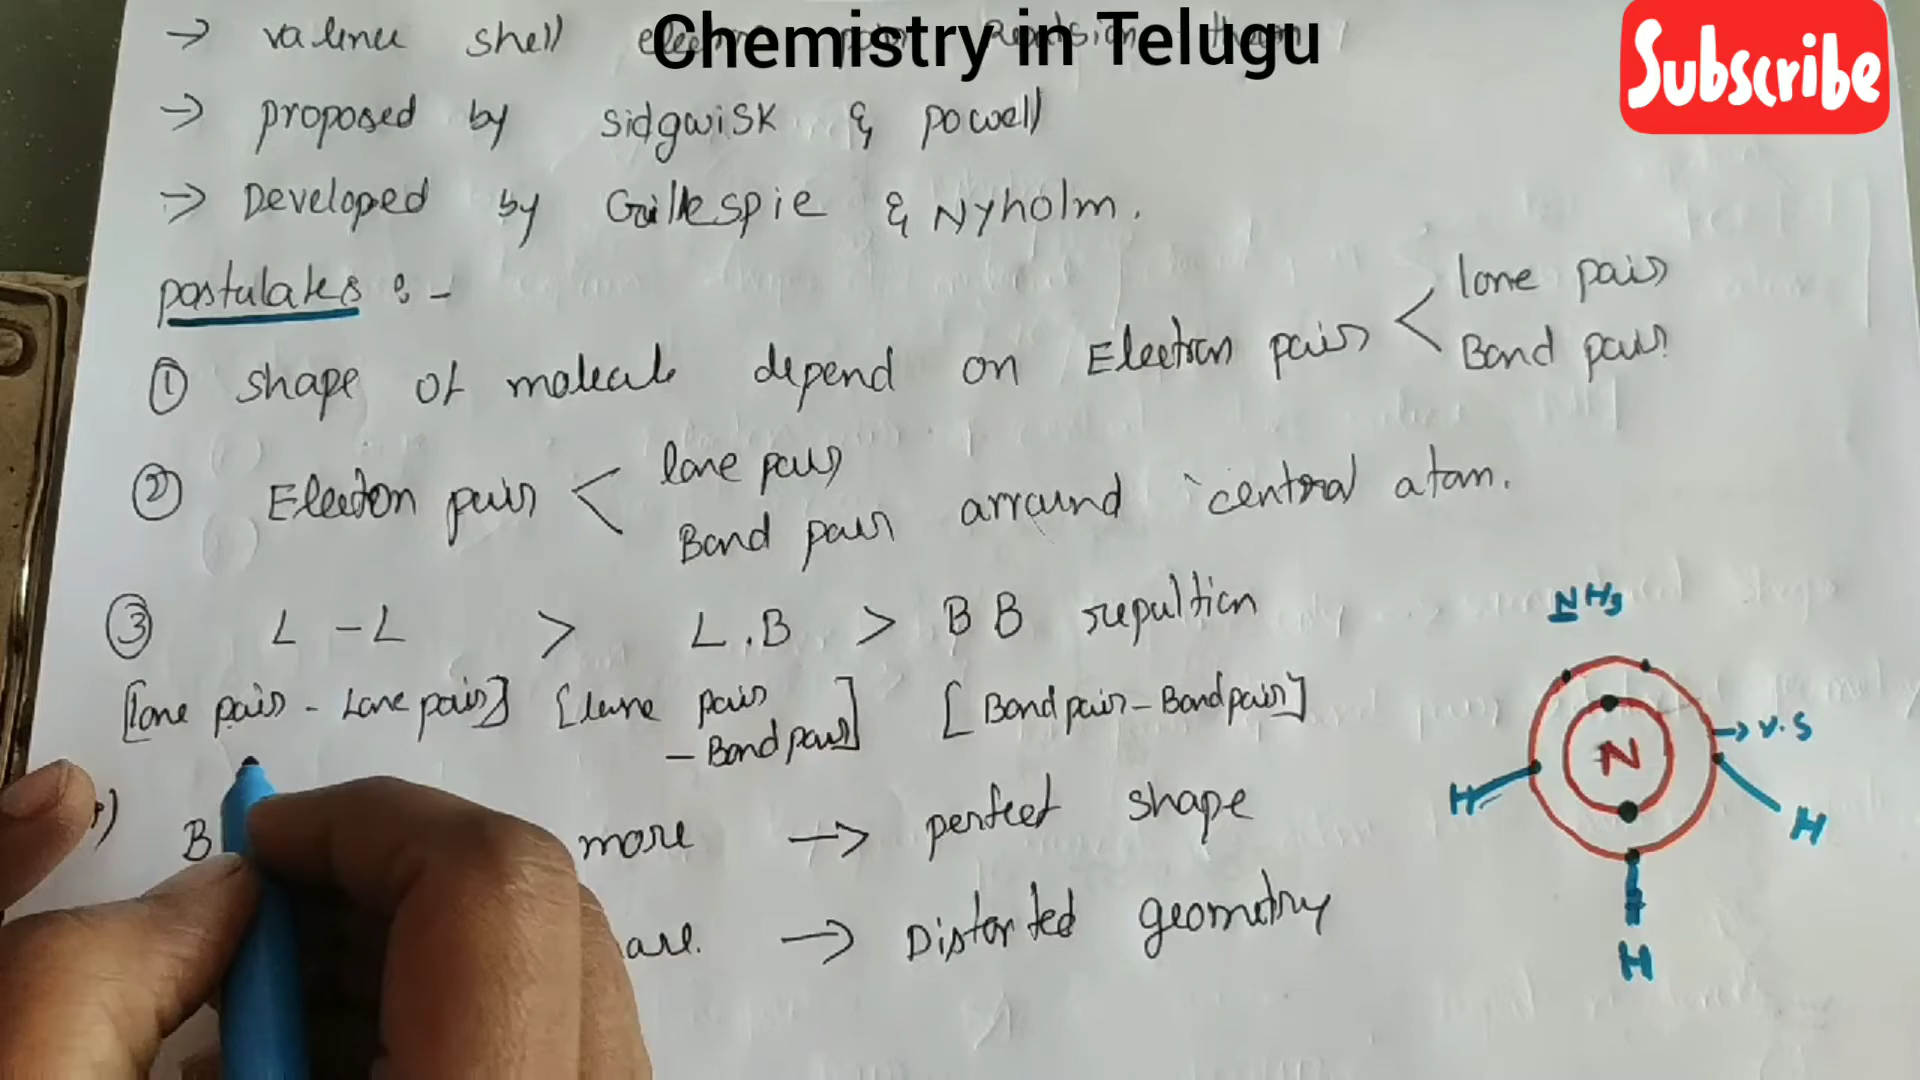 Chemistry in Telugu
Subscribe
→ valence shell
→ proposed by sidgwisk & powell
→ Developed by Gillespie & Nyholm.
postulates :-
① shape of molecule depend on Electron pairs < lone pair
Bond pair
② Electron pair < lone pair
Bond pair arround central atom.
③ L - L > L.B > B B repultion
[lone pair - Lone pair] [lone pair - Bond pair] [Bond pair - Bond pair]
B more → perfect shape
are. → Distorted geometry
NH3
N
→ V.S
H
H
H